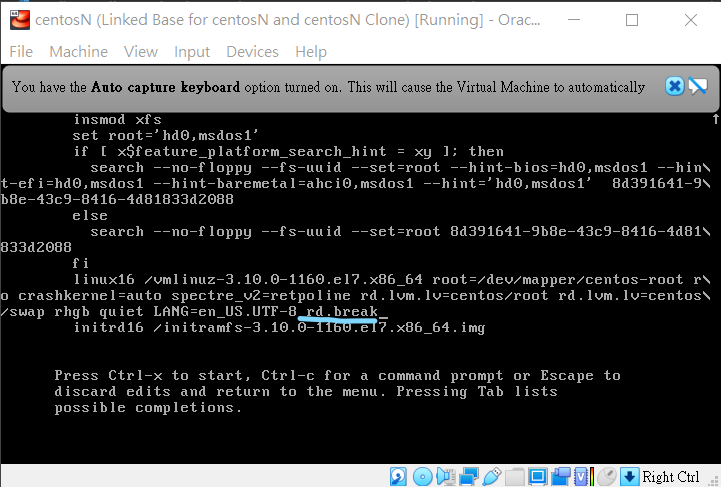 centosN (Linked Base for centosN and centosN Clone) [Running] - Orac...
File Machine View Input Devices Help
You have the Auto capture keyboard option turned on. This will cause the Virtual Machine to automatically
insmod xfs
set root='hd0,msdos1'
if [ x$feature_platform_search_hint = xy ]; then
search --no-floppy --fs-uuid --set=root --hint-bios=hd0,msdos1 --hin\
t-efi=hd0,msdos1 --hint-baremetal=ahci0,msdos1 --hint='hd0,msdos1'  8d391641-9\
b8e-43c9-8416-4d81833d2088
else
search --no-floppy --fs-uuid --set=root 8d391641-9b8e-43c9-8416-4d81\
833d2088
fi
linux16 /vmlinuz-3.10.0-1160.el7.x86_64 root=/dev/mapper/centos-root r\
o crashkernel=auto spectre_v2=retpoline rd.lvm.lv=centos/root rd.lvm.lv=centos\
/swap rhgb quiet LANG=en_US.UTF-8 rd.break_
initrd16 /initramfs-3.10.0-1160.el7.x86_64.img
Press Ctrl-x to start, Ctrl-c for a command prompt or Escape to
discard edits and return to the menu. Pressing Tab lists
possible completions.
Right Ctrl